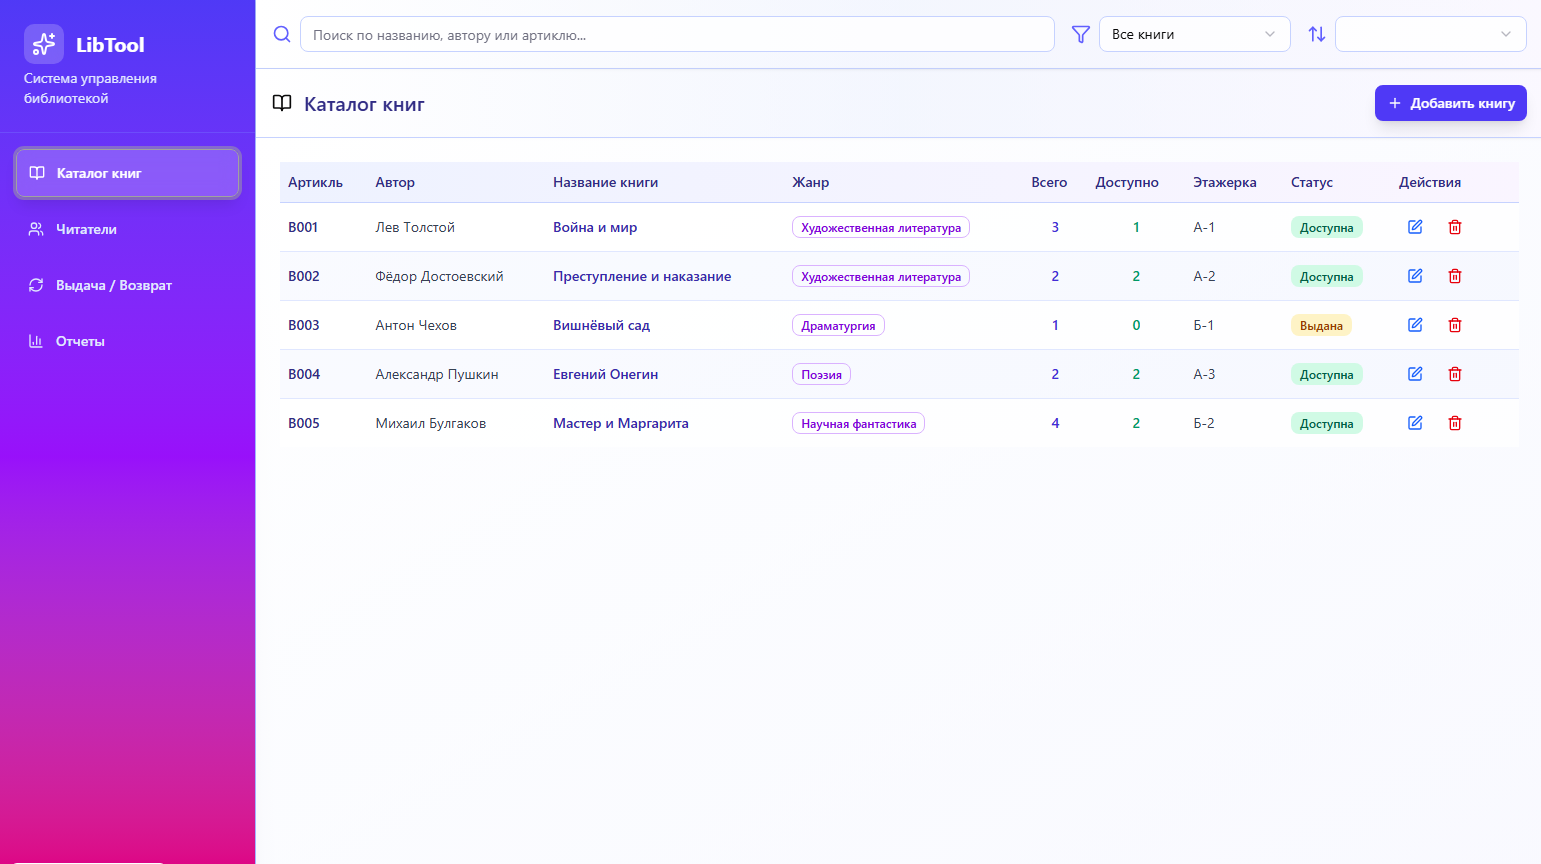 LibTool
Система управления
библиотекой
Каталог книг
Читатели
Выдача / Возврат
Отчеты
Поиск по названию, автору или артиклю...
Все книги
Каталог книг
Добавить книгу
Артикль Автор Название книги Жанр Всего Доступно Этажерка Статус Действия
B001 Лев Толстой Война и мир Художественная литература 3 1 А-1 Доступна
B002 Фёдор Достоевский Преступление и наказание Художественная литература 2 2 А-2 Доступна
B003 Антон Чехов Вишнёвый сад Драматургия 1 0 Б-1 Выдана
B004 Александр Пушкин Евгений Онегин Поэзия 2 2 А-3 Доступна
B005 Михаил Булгаков Мастер и Маргарита Научная фантастика 4 2 Б-2 Доступна